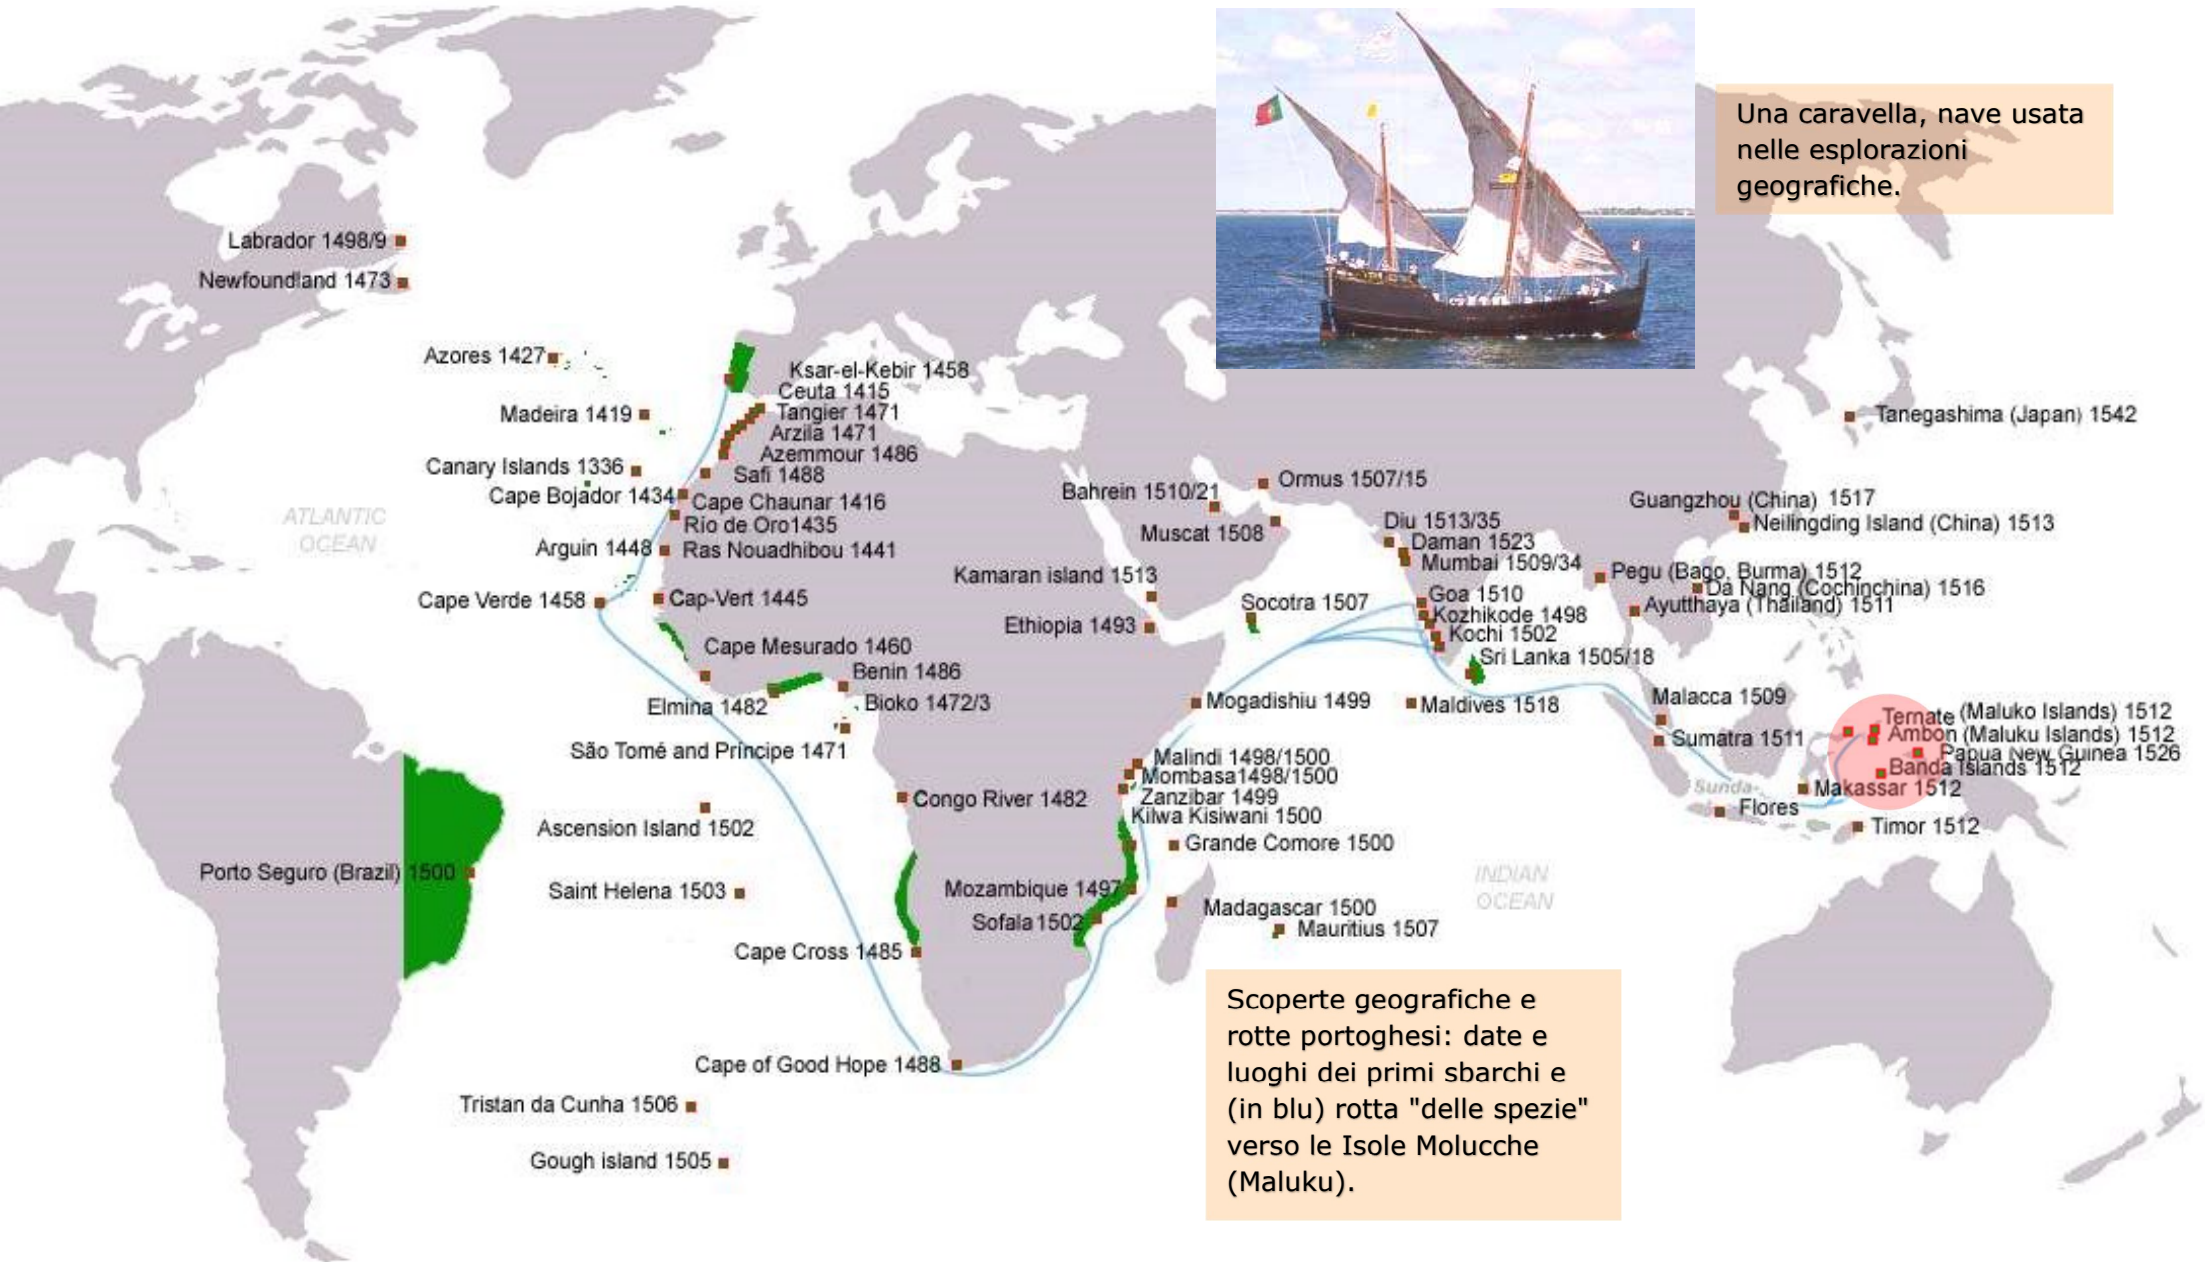 Una caravella, nave usata
nelle esplorazioni
geografiche.
Labrador 1498/9
Newfoundland 1473
Azores 1427
Ksar-el-Kebir 1458
Ceuta 1415
Madeira 1419
Tangier 1471
Tanegashima (Japan) 1542
Arzila 1471
Azemmour 1486
Canary Islands 1336
Safi 1488
Ormus 1507/15
Cape Bojador 1434
Cape Chaunar 1416
Bahrein 1510/21
Guangzhou (China) 1517
ATLANTIC
OCEAN
Rio de Oro1435
Muscat 1508
Diu 1513/35
Neilingding Island (China) 1513
Arguin 1448
Ras Nouadhibou 1441
Daman 1523
Mumbai 1509/34
Kamaran island 1513
Pegu (Bago, Burma) 1512
Da Nang (Cochinchina) 1516
Cape Verde 1458
Cap-Vert 1445
Socotra 1507
Goa 1510
Ayutthaya (Thailand) 1511
Ethiopia 1493
Kozhikode 1498
Kochi 1502
Cape Mesurado 1460
Sri Lanka 1505/18
Benin 1486
Elmina 1482
Bioko 1472/3
Mogadishiu 1499
Maldives 1518
Malacca 1509
Ternate (Maluko Islands) 1512
Sumatra 1511
Ambon (Maluku Islands) 1512
São Tomé and Príncipe 1471
Papua New Guinea 1526
Malindi 1498/1500
Banda Islands 1512
Mombasa1498/1500
Sunda-
Makassar 1512
Congo River 1482
Zanzibar 1499
Flores
Kilwa Kisiwani 1500
Ascension Island 1502
Timor 1512
Grande Comore 1500
Porto Seguro (Brazil) 1500
INDIAN
OCEAN
Saint Helena 1503
Mozambique 1497
Madagascar 1500
Sofala 1502
Mauritius 1507
Cape Cross 1485
Scoperte geografiche e
rotte portoghesi: date e
luoghi dei primi sbarchi e
(in blu) rotta "delle spezie"
verso le Isole Molucche
(Maluku).
Cape of Good Hope 1488
Tristan da Cunha 1506
Gough island 1505